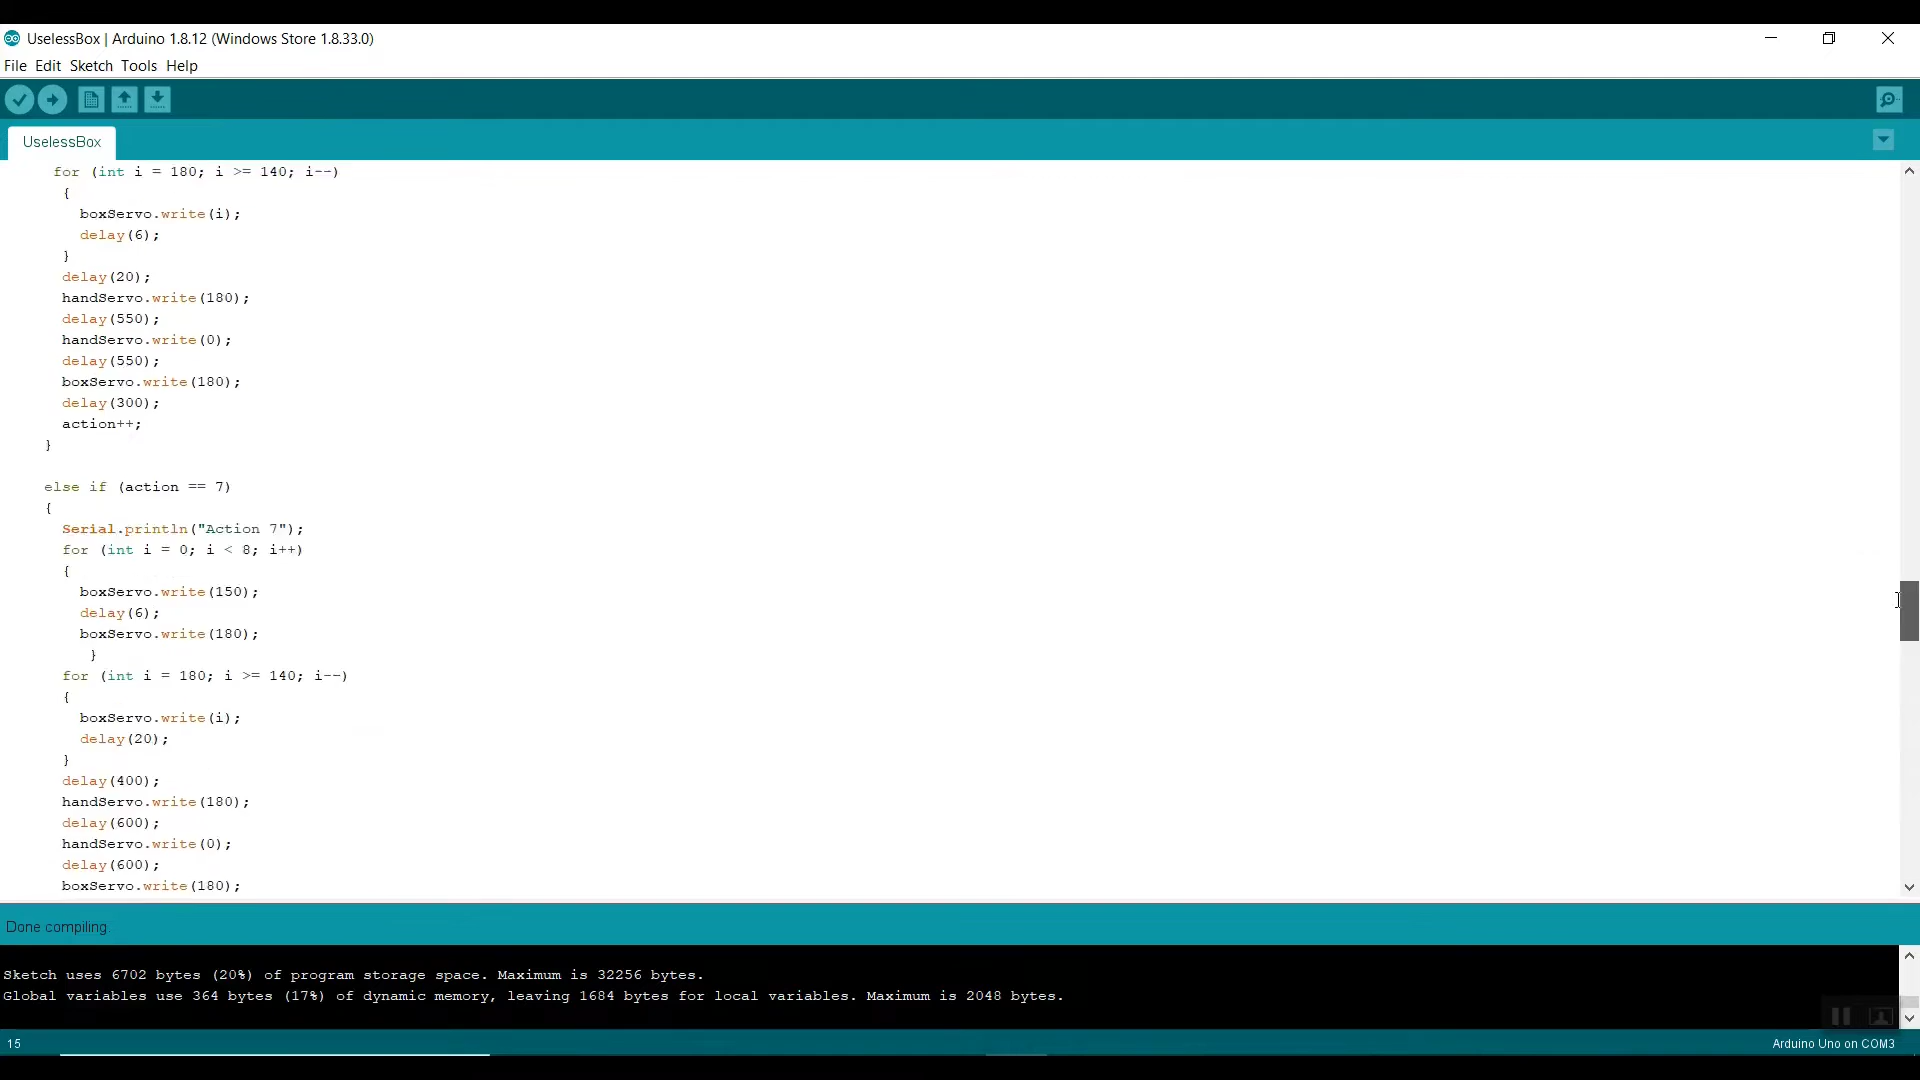 UselessBox | Arduino 1.8.12 (Windows Store 1.8.33.0)
File Edit Sketch Tools Help
UselessBox
for (int i = 180; i >= 140; i--)
{
boxServo.write(i);
delay(6);
}
delay(20);
handServo.write(180);
delay(550);
handServo.write(0);
delay(550);
boxServo.write(180);
delay(300);
action++;
}
else if (action == 7)
{
Serial.println("Action 7");
for (int i = 0; i < 8; i++)
{
boxServo.write(150);
delay(6);
boxServo.write(180);
}
for (int i = 180; i >= 140; i--)
{
boxServo.write(i);
delay(20);
}
delay(400);
handServo.write(180);
delay(600);
handServo.write(0);
delay(600);
boxServo.write(180);
Done compiling.
Sketch uses 6702 bytes (20%) of program storage space. Maximum is 32256 bytes.
Global variables use 364 bytes (17%) of dynamic memory, leaving 1684 bytes for local variables. Maximum is 2048 bytes.
15
Arduino Uno on COM3